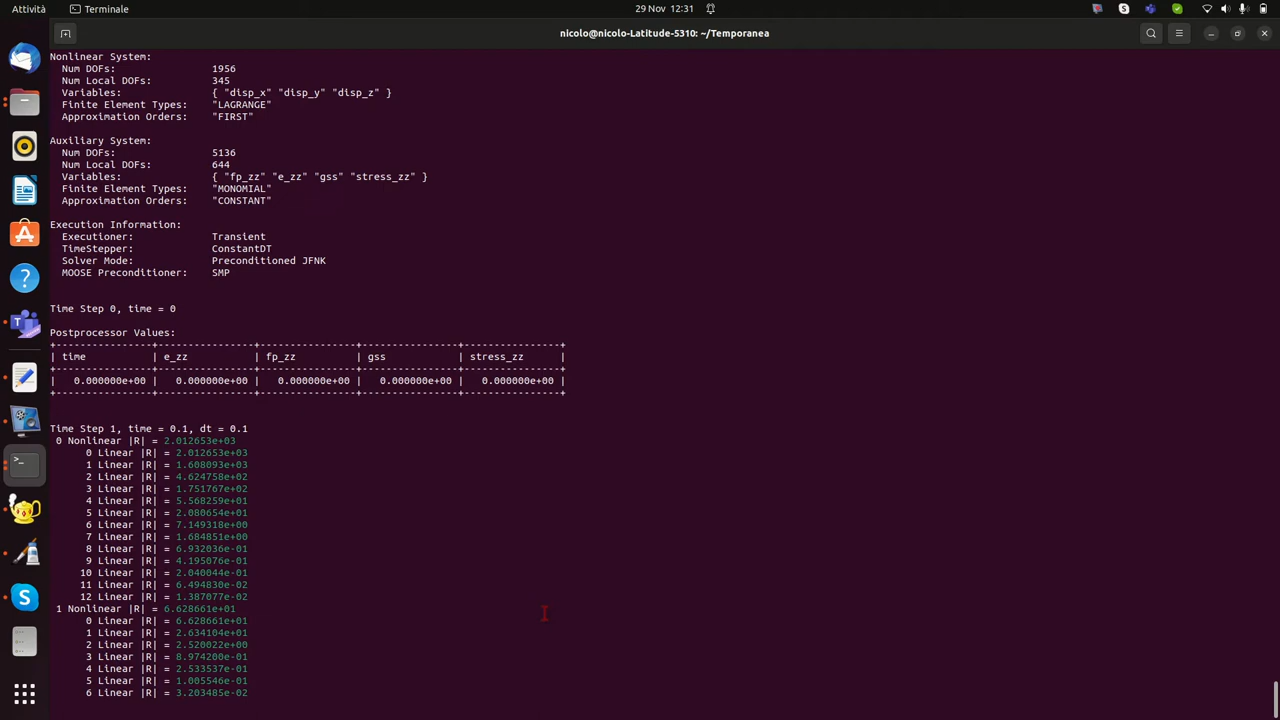 Attività
Terminale
29 Nov 12:31
nicolo@nicolo-Latitude-5310: ~/Temporanea
Nonlinear System:
Num DOFs: 1956
Num Local DOFs: 345
Variables: { "disp_x" "disp_y" "disp_z" }
Finite Element Types: "LAGRANGE"
Approximation Orders: "FIRST"
Auxiliary System:
Num DOFs: 5136
Num Local DOFs: 644
Variables: { "fp_zz" "e_zz" "gss" "stress_zz" }
Finite Element Types: "MONOMIAL"
Approximation Orders: "CONSTANT"
Execution Information:
Executioner: Transient
TimeStepper: ConstantDT
Solver Mode: Preconditioned JFNK
MOOSE Preconditioner: SMP
Time Step 0, time = 0
Postprocessor Values:
+----------------+----------------+----------------+----------------+----------------+
| time | e_zz | fp_zz | gss | stress_zz |
+----------------+----------------+----------------+----------------+----------------+
| 0.000000e+00 | 0.000000e+00 | 0.000000e+00 | 0.000000e+00 | 0.000000e+00 |
+----------------+----------------+----------------+----------------+----------------+
Time Step 1, time = 0.1, dt = 0.1
0 Nonlinear |R| = 2.012653e+03
0 Linear |R| = 2.012653e+03
1 Linear |R| = 1.608093e+03
2 Linear |R| = 4.624758e+02
3 Linear |R| = 1.751767e+02
4 Linear |R| = 5.568259e+01
5 Linear |R| = 2.080654e+01
6 Linear |R| = 7.149318e+00
7 Linear |R| = 1.684851e+00
8 Linear |R| = 6.932036e-01
9 Linear |R| = 4.195076e-01
10 Linear |R| = 2.040044e-01
11 Linear |R| = 6.494830e-02
12 Linear |R| = 1.387077e-02
1 Nonlinear |R| = 6.628661e+01
0 Linear |R| = 6.628661e+01
1 Linear |R| = 2.634104e+01
2 Linear |R| = 2.520022e+00
3 Linear |R| = 8.974200e-01
4 Linear |R| = 2.533537e-01
5 Linear |R| = 1.005546e-01
6 Linear |R| = 3.203485e-02